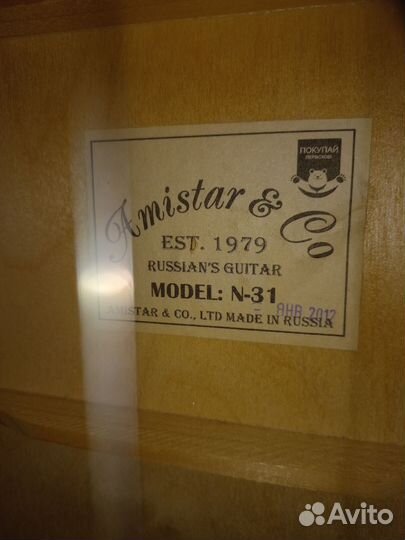 ПОКУПАЙ
Amistar & Co
EST. 1979
RUSSIAN'S GUITAR
MODEL: N-31
- ЯНВ 2012
AMISTAR & CO., LTD MADE IN RUSSIA
Avito